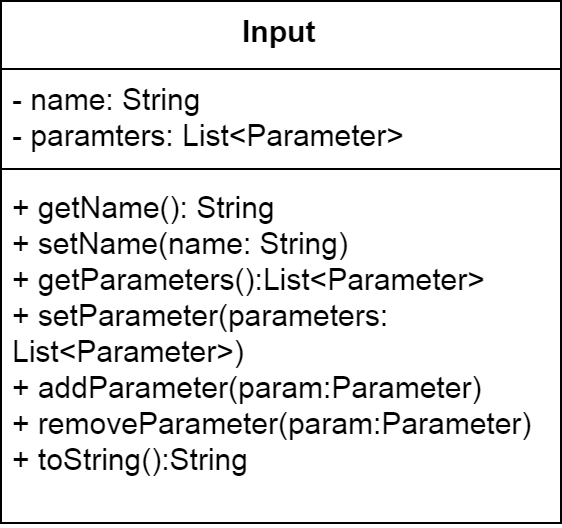 Input
- name: String
- paramters: List<Parameter>
+ getName(): String
+ setName(name: String)
+ getParameters():List<Parameter>
+ setParameter(parameters:
List<Parameter>)
+ addParameter(param:Parameter)
+ removeParameter(param:Parameter)
+ toString():String